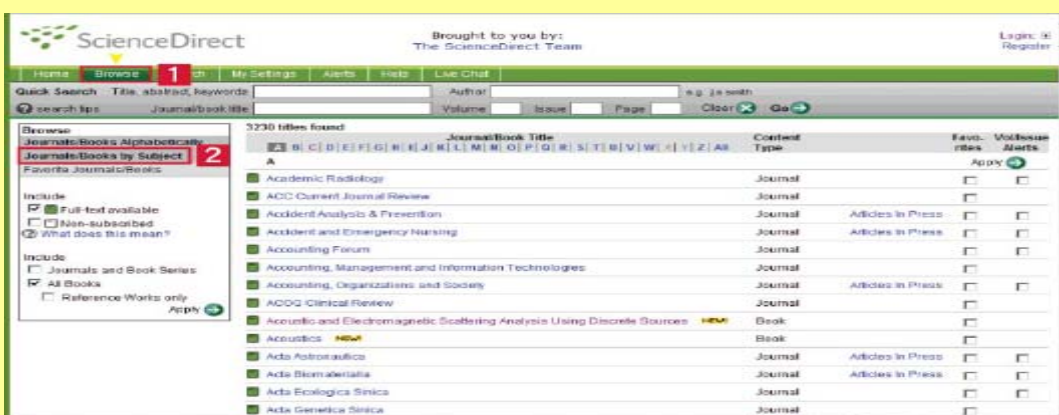 ScienceDirect
Brought to you by:
The ScienceDirect Team
Login:
Register
Home Browse 1 My Settings Alerts Help Live Chat
Quick Search Title, abstract, keywords Author e.g. j s smith
search tips Journal/book title Volume Issue Page Clear Go
Browse
Journals/Books Alphabetically
Journals/Books by Subject 2
Favorite Journals/Books
Include
Full-text available
Non-subscribed
What does this mean?
Include
Journals and Book Series
All Books
Reference Works only
Apply
3230 titles found
Journal/Book Title Content Type Favo-rites Vol/Issue Alerts
A B C D E F G H I J K L M N O P Q R S T U V W X Y Z All
A Apply
Academic Radiology Journal
ACC Current Journal Review Journal
Accident Analysis & Prevention Journal Articles in Press
Accident and Emergency Nursing Journal Articles in Press
Accounting Forum Journal
Accounting, Management and Information Technologies Journal
Accounting, Organizations and Society Journal Articles in Press
ACOG Clinical Review Journal
Acoustic and Electromagnetic Scattering Analysis Using Discrete Sources NEW! Book
Acoustics NEW! Book
Acta Astronautica Journal Articles in Press
Acta Biomaterialia Journal Articles in Press
Acta Ecologica Sinica Journal
Acta Genetica Sinica Journal